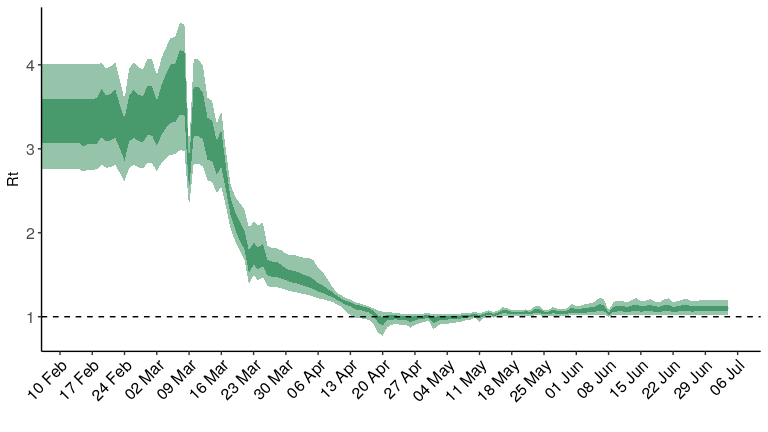 4
3
2
1
Rt
10 Feb
17 Feb
24 Feb
02 Mar
09 Mar
16 Mar
23 Mar
30 Mar
06 Apr
13 Apr
20 Apr
27 Apr
04 May
11 May
18 May
25 May
01 Jun
08 Jun
15 Jun
22 Jun
29 Jun
06 Jul